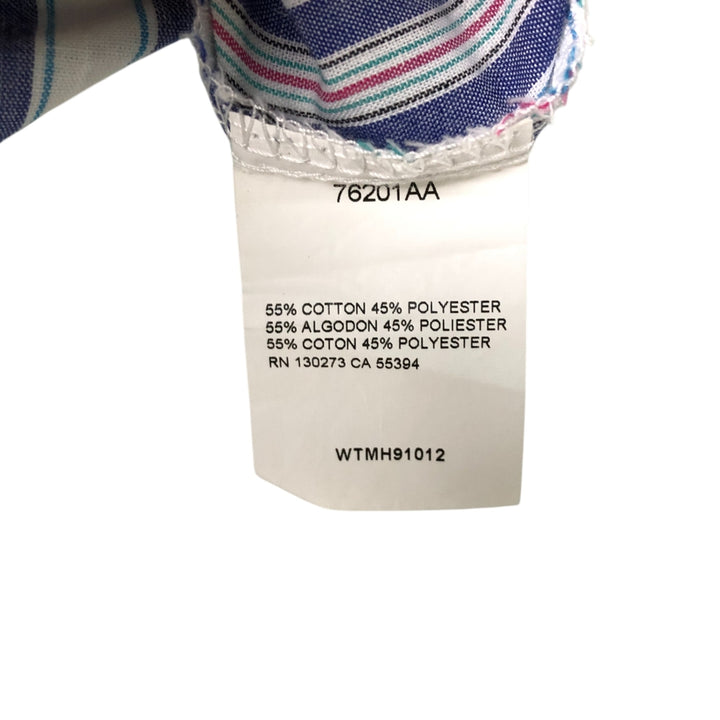 76201AA
55% COTTON 45% POLYESTER
55% ALGODON 45% POLIESTER
55% COTON 45% POLYESTER
RN 130273 CA 55394
WTMH91012